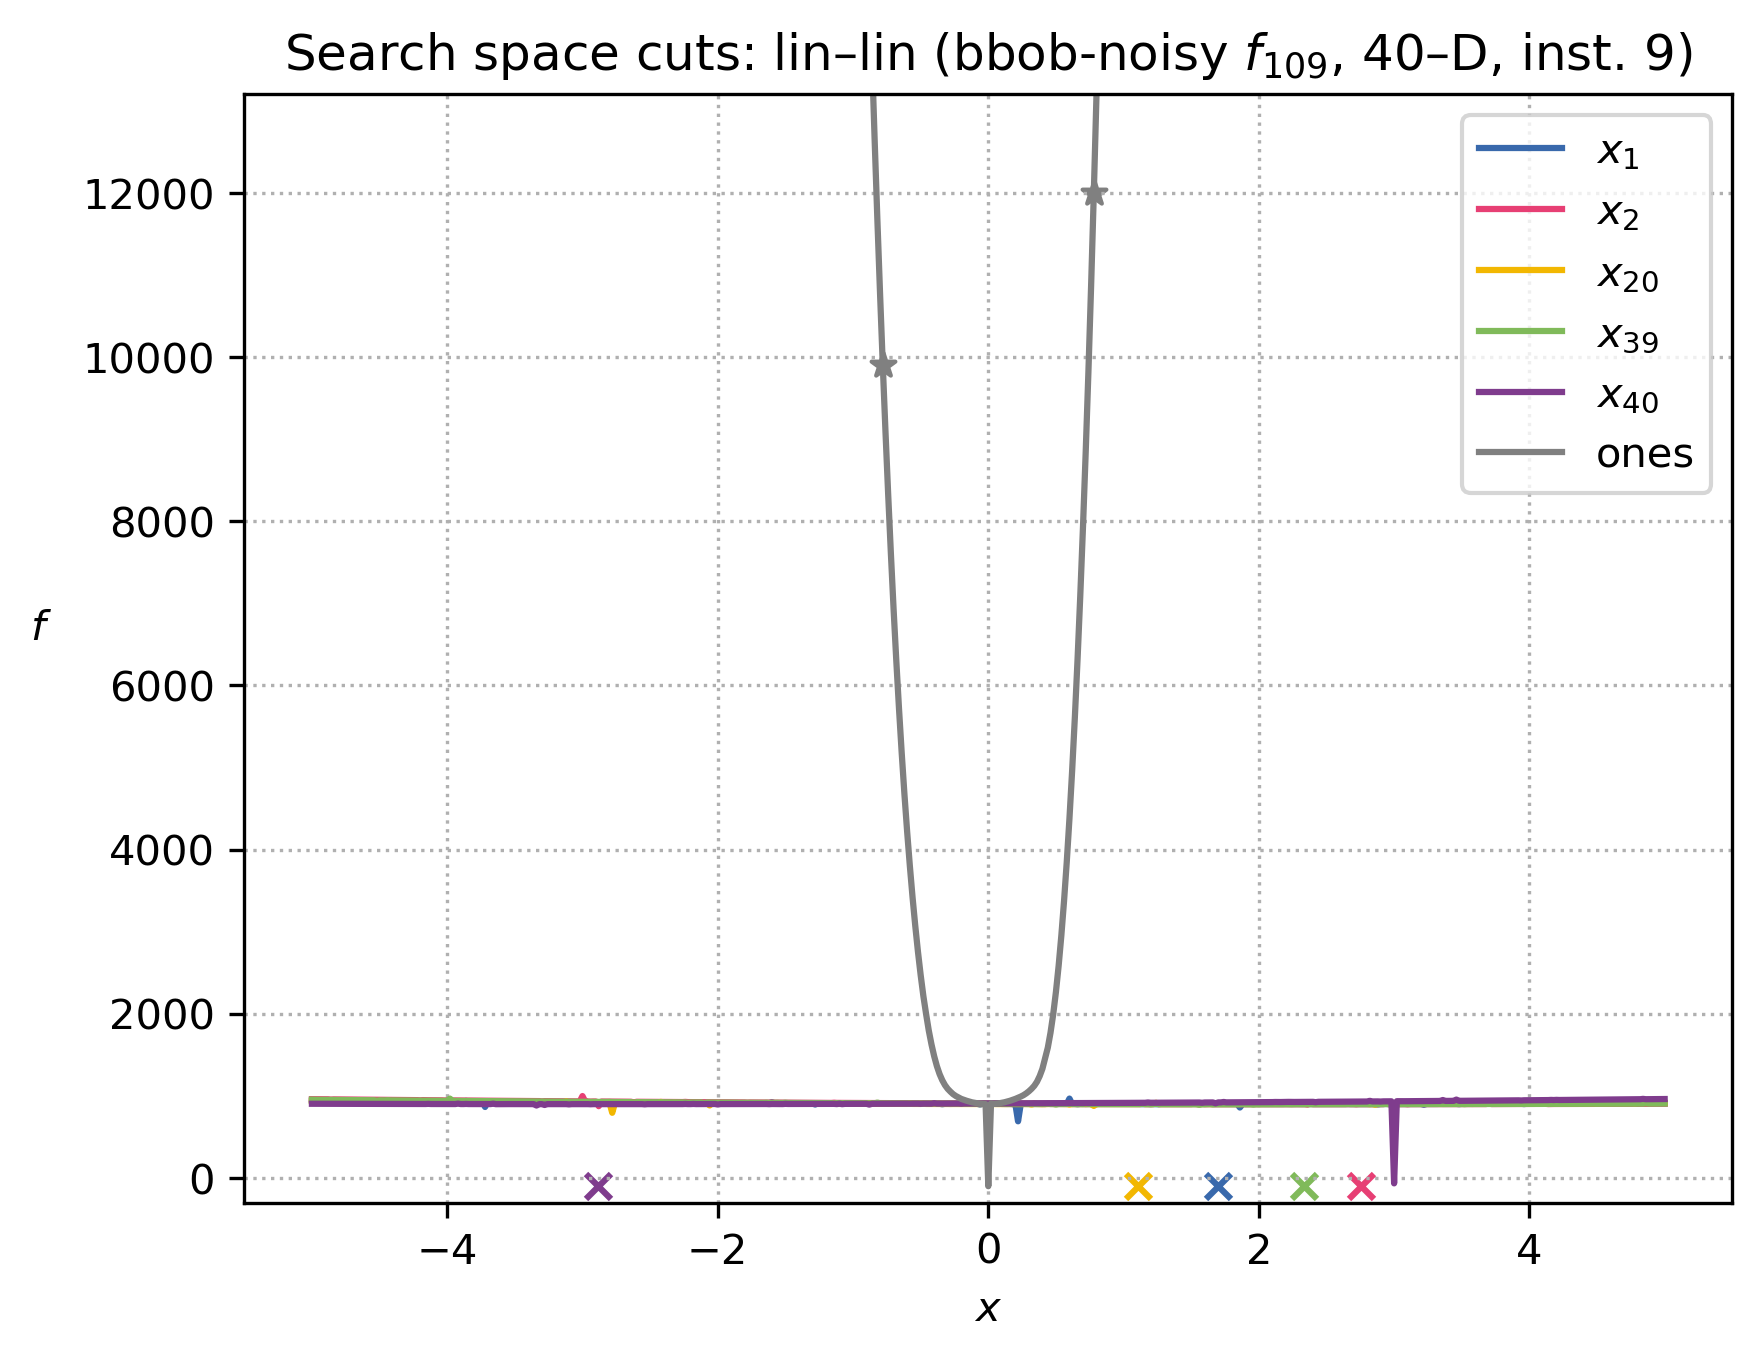 Search space cuts: lin–lin (bbob-noisy f₁₀₉, 40–D, inst. 9)
x₁
x₂
x₂₀
x₃₉
x₄₀
ones
12000
10000
8000
6000
4000
2000
0
f
−4 −2 0 2 4
x